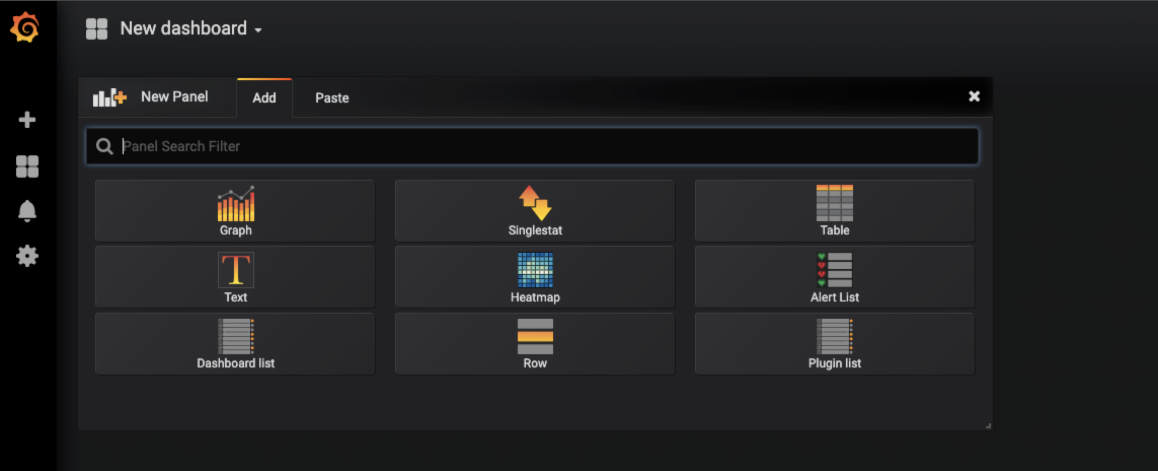 New dashboard
New Panel Add Paste
Panel Search Filter
Graph Singlestat Table
Text Heatmap Alert List
Dashboard list Row Plugin list